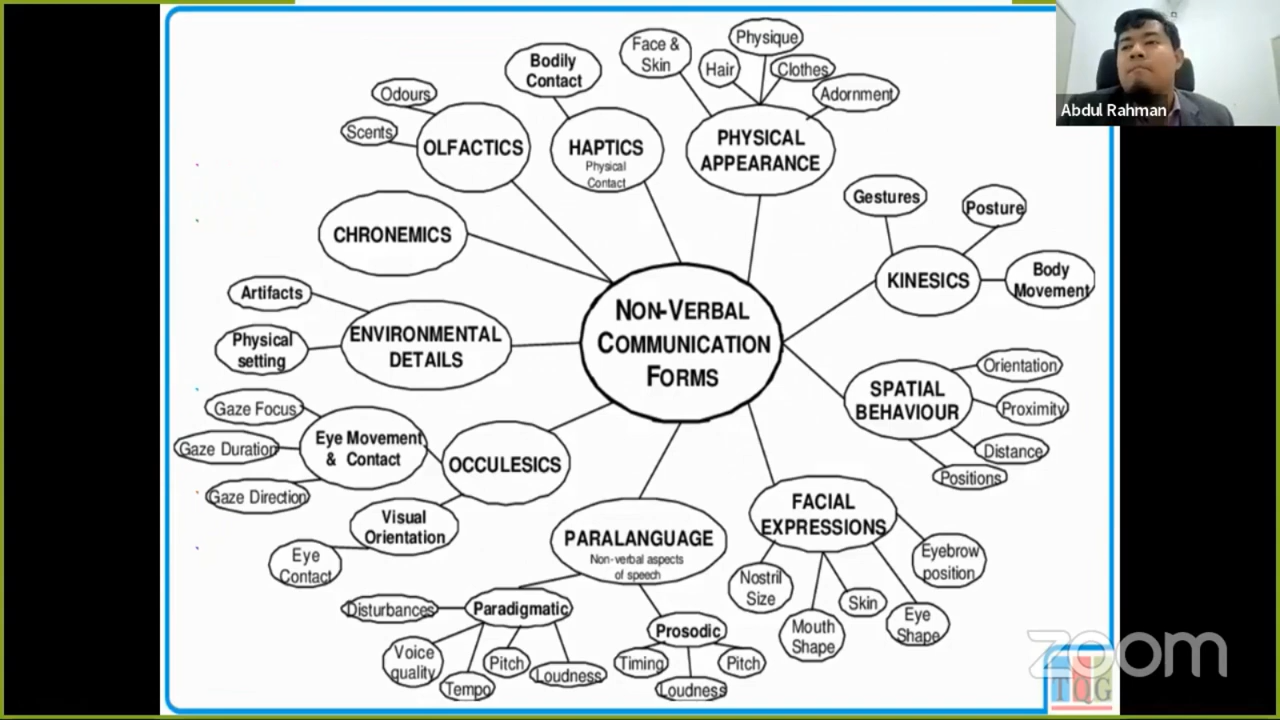 Face &
Skin
Physique
Hair
Clothes
Adornment
PHYSICAL
APPEARANCE
Bodily
Contact
HAPTICS
Physical
Contact
Odours
Scents
OLFACTICS
CHRONEMICS
Gestures
Posture
KINESICS
Body
Movement
NON-VERBAL
COMMUNICATION
FORMS
Artifacts
Physical
setting
ENVIRONMENTAL
DETAILS
SPATIAL
BEHAVIOUR
Orientation
Proximity
Distance
Positions
Gaze Focus
Gaze Duration
Gaze Direction
Eye Movement
& Contact
OCCULESICS
Visual
Orientation
Eye
Contact
FACIAL
EXPRESSIONS
Eyebrow
position
Nostril
Size
Mouth
Shape
Skin
Eye
Shape
PARALANGUAGE
Non-verbal aspects
of speech
Paradigmatic
Disturbances
Voice
quality
Tempo
Pitch
Loudness
Prosodic
Timing
Loudness
Pitch
Abdul Rahman
zoom
TQG